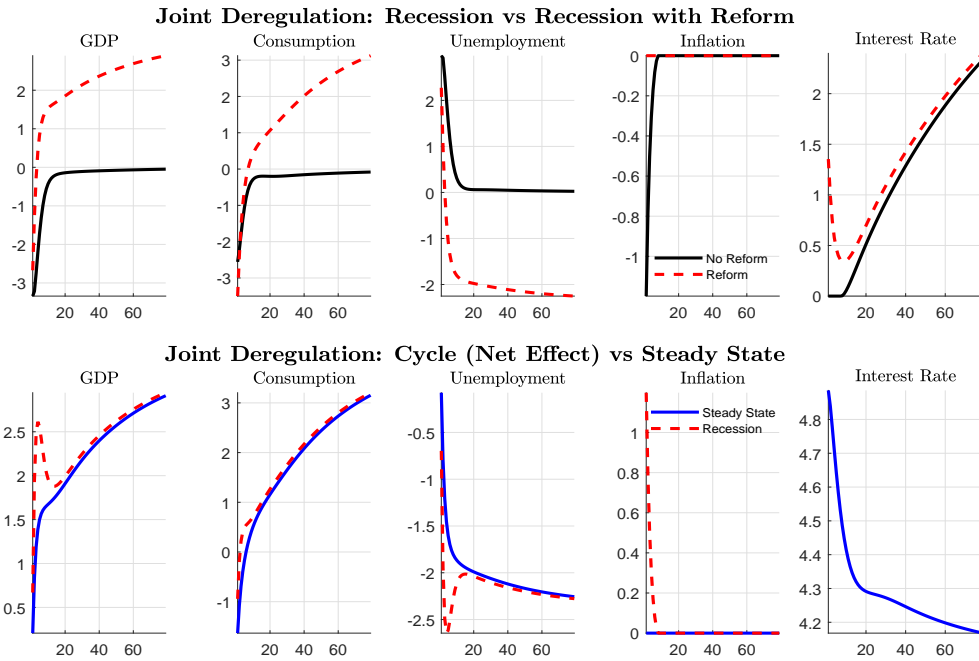 Joint Deregulation: Recession vs Recession with Reform
GDP
Consumption
Unemployment
Inflation
Interest Rate
2
1
0
-1
-2
-3
20 40 60
3
2
1
0
-1
-2
-3
20 40 60
2
1
0
-1
-2
20 40 60
0
-0.2
-0.4
-0.6
-0.8
-1
No Reform
Reform
20 40 60
2
1.5
1
0.5
0
20 40 60
Joint Deregulation: Cycle (Net Effect) vs Steady State
GDP
Consumption
Unemployment
Inflation
Interest Rate
2.5
2
1.5
1
0.5
20 40 60
3
2
1
0
-1
20 40 60
-0.5
-1
-1.5
-2
-2.5
20 40 60
Steady State
Recession
1
0.8
0.6
0.4
0.2
0
20 40 60
4.8
4.7
4.6
4.5
4.4
4.3
4.2
20 40 60